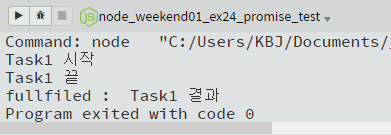 node_weekend01_ex24_promise_test
Command: node "C:/Users/KBJ/Documents/
Task1 시작
Task1 끝
fullfiled : Task1 결과
Program exited with code 0